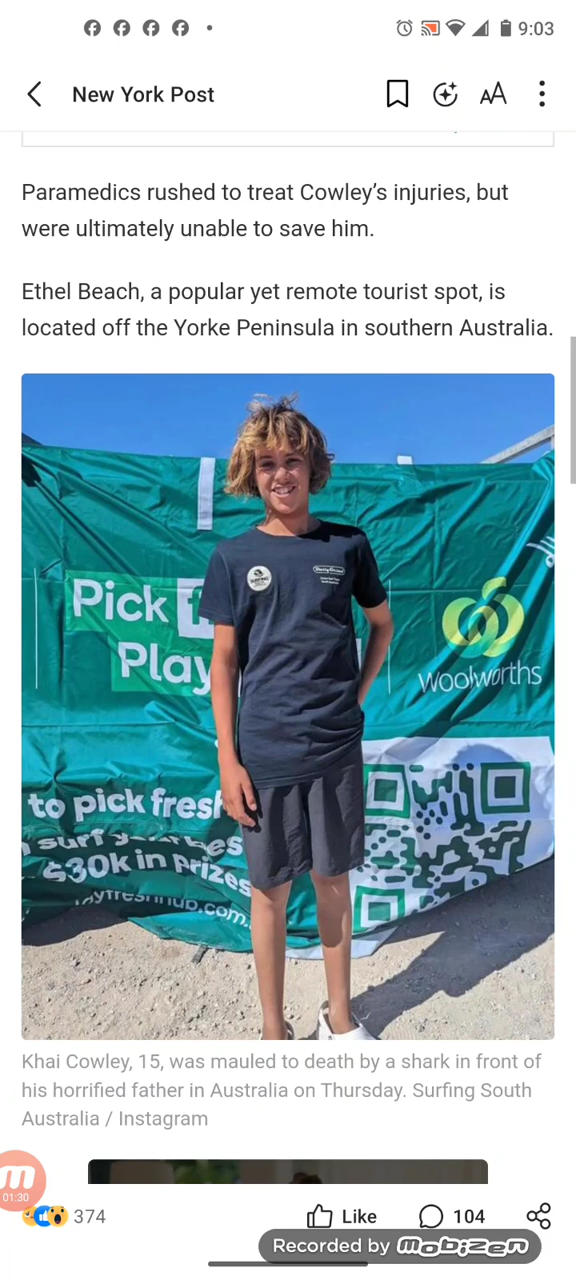 9:03
New York Post
AA
Paramedics rushed to treat Cowley’s injuries, but
were ultimately unable to save him.
Ethel Beach, a popular yet remote tourist spot, is
located off the Yorke Peninsula in southern Australia.
Pick
Play
Woolworths
to pick fresh
surf
$30k in prizes
Khai Cowley, 15, was mauled to death by a shark in front of
his horrified father in Australia on Thursday. Surfing South
Australia / Instagram
01:30
374
Like
104
Recorded by Mobizen